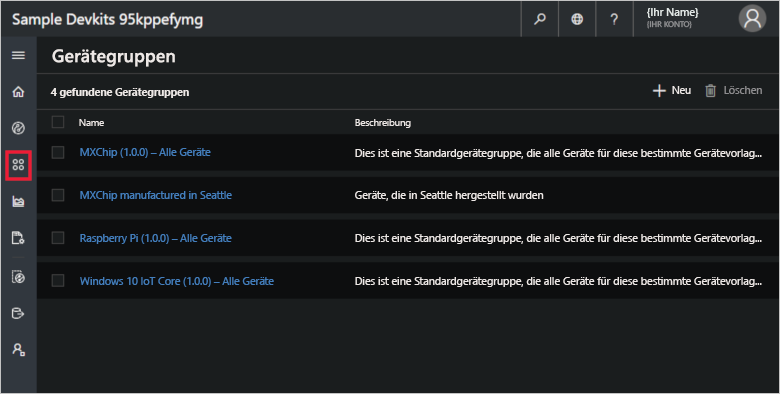 Sample Devkits 95kppefymg
?
{Ihr Name}
(IHR KONTO)
Gerätegruppen
4 gefundene Gerätegruppen
Neu
Löschen
Name
Beschreibung
MXChip (1.0.0) – Alle Geräte
Dies ist eine Standardgerätegruppe, die alle Geräte für diese bestimmte Gerätevorlag...
MXChip manufactured in Seattle
Geräte, die in Seattle hergestellt wurden
Raspberry Pi (1.0.0) – Alle Geräte
Dies ist eine Standardgerätegruppe, die alle Geräte für diese bestimmte Gerätevorlag...
Windows 10 IoT Core (1.0.0) – Alle Geräte
Dies ist eine Standardgerätegruppe, die alle Geräte für diese bestimmte Gerätevorlag...